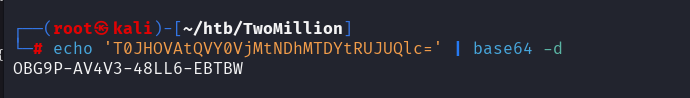 ┌──(root㉿kali)-[~/htb/TwoMillion]
└─# echo 'T0JHOVAtQVY0VjMtNDhMTDYtRUJUQlc=' | base64 -d
OBG9P-AV4V3-48LL6-EBTBW